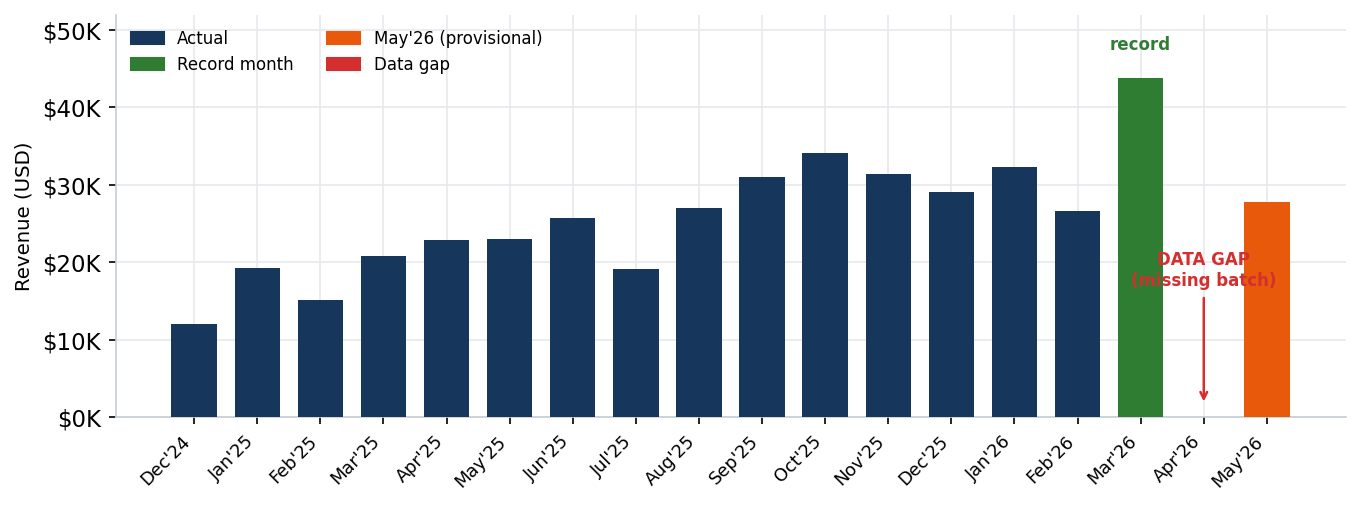 Actual
Record month
May'26 (provisional)
Data gap
record
DATA GAP
(missing batch)
Revenue (USD)
$50K
$40K
$30K
$20K
$10K
$0K
Dec'24
Jan'25
Feb'25
Mar'25
Apr'25
May'25
Jun'25
Jul'25
Aug'25
Sep'25
Oct'25
Nov'25
Dec'25
Jan'26
Feb'26
Mar'26
Apr'26
May'26